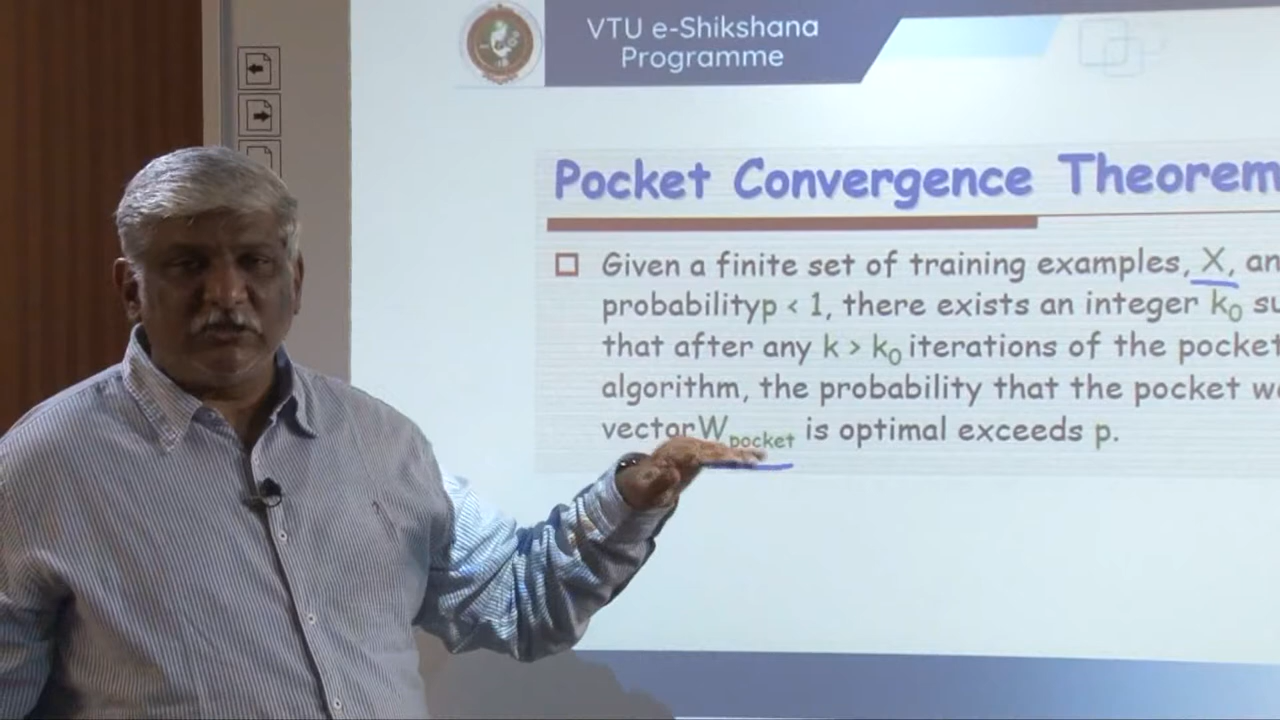 VTU e-Shikshana
Programme
Pocket Convergence Theorem
Given a finite set of training examples, X, an
probabilityp < 1, there exists an integer k₀ su
that after any k > k₀ iterations of the pocket
algorithm, the probability that the pocket we
vectorW pocket is optimal exceeds p.